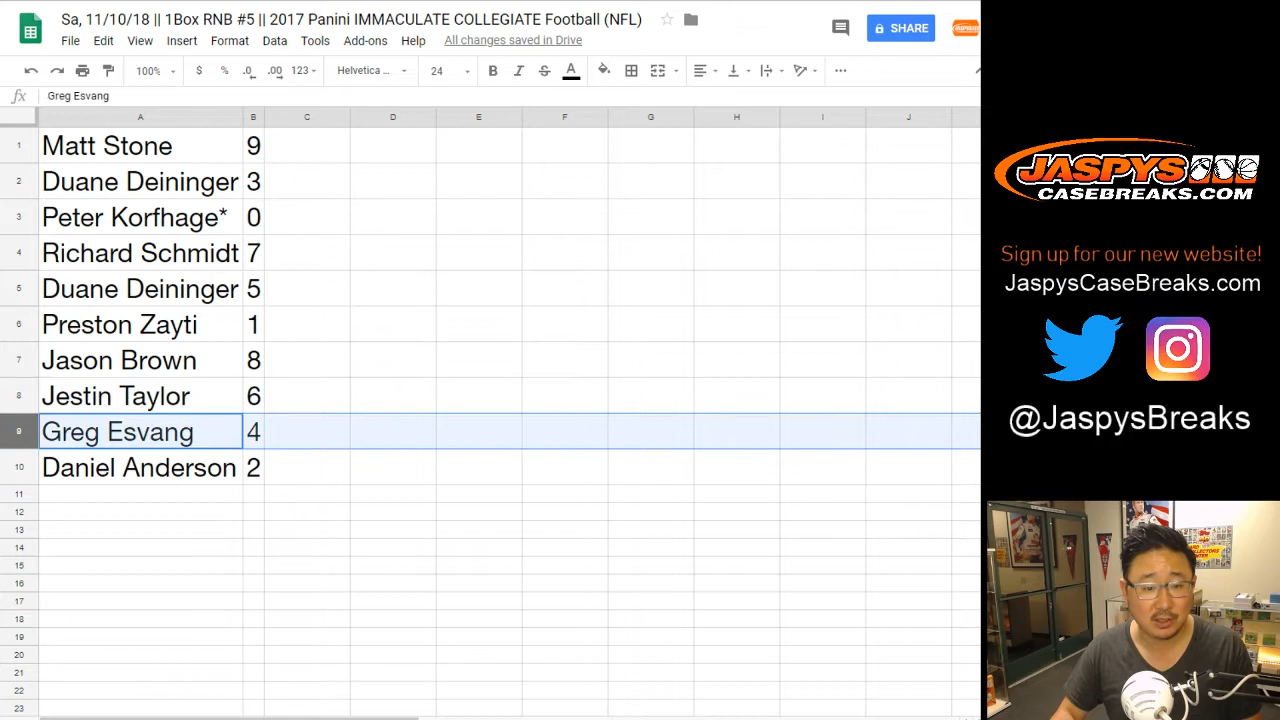 Sa, 11/10/18 || 1Box RNB #5 || 2017 Panini IMMACULATE COLLEGIATE Football (NFL)
SHARE
File Edit View Insert Format Data Tools Add-ons Help All changes saved in Drive
100% $ % .0 .00 123 Helvetica ... 24 B I S A
fx Greg Esvang
A B C D E F G H I J
1 Matt Stone 9
2 Duane Deininger 3
3 Peter Korfhage* 0
4 Richard Schmidt 7
5 Duane Deininger 5
6 Preston Zayti 1
7 Jason Brown 8
8 Jestin Taylor 6
9 Greg Esvang 4
10 Daniel Anderson 2
11
12
13
14
15
16
17
18
19
20
21
22
23
JASPYS
CASEBREAKS.COM
Sign up for our new website!
JaspysCaseBreaks.com
@JaspysBreaks